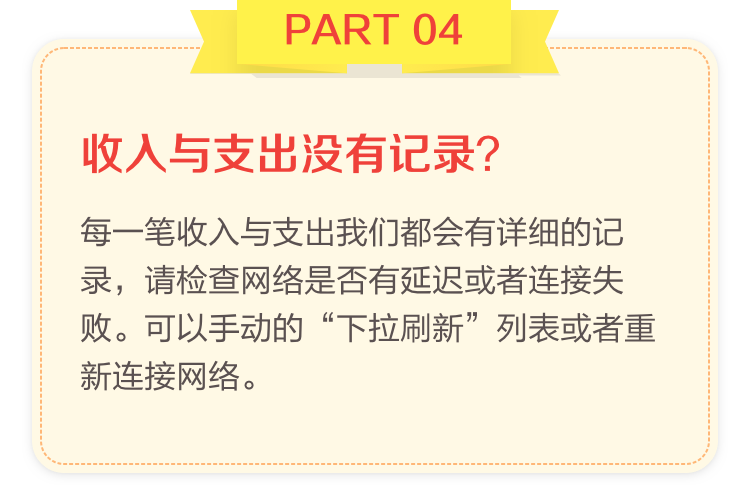 PART 04
收入与支出没有记录?
每一笔收入与支出我们都会有详细的记
录，请检查网络是否有延迟或者连接失
败。可以手动的“下拉刷新”列表或者重
新连接网络。